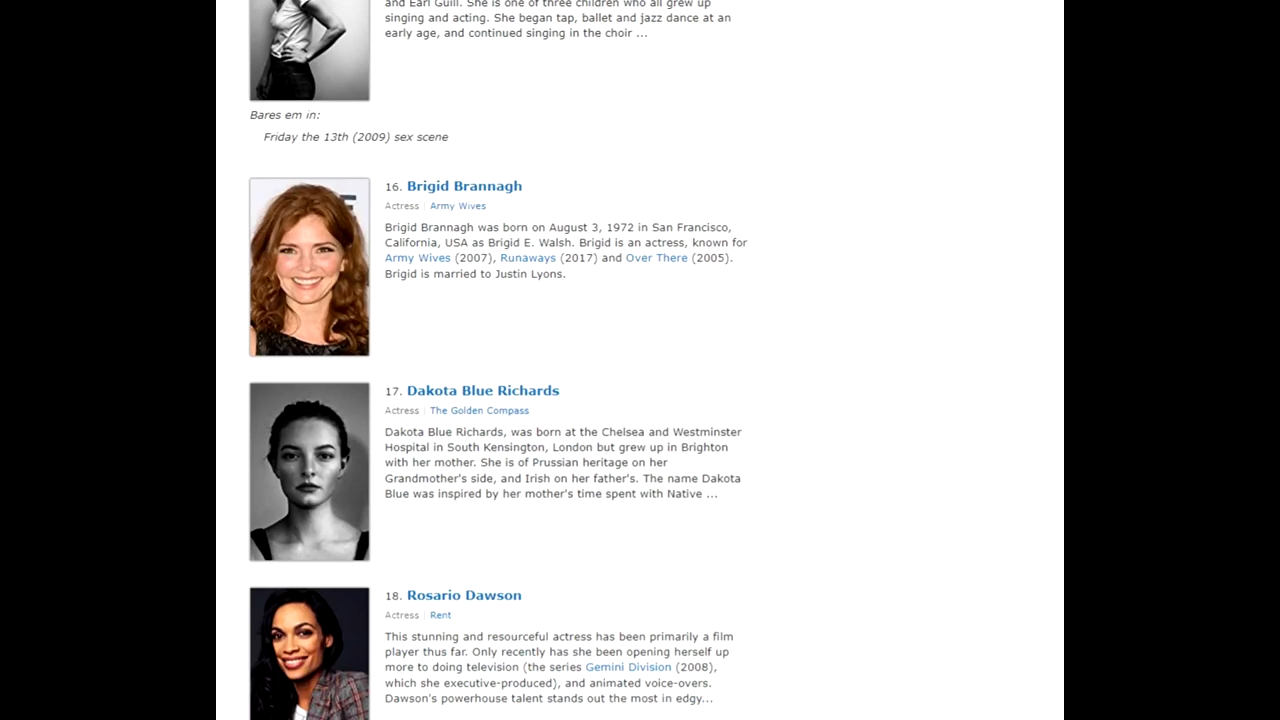 and Earl Guill. She is one of three children who all grew up
singing and acting. She began tap, ballet and jazz dance at an
early age, and continued singing in the choir ...
Bares em in:
Friday the 13th (2009) sex scene
16. Brigid Brannagh
Actress | Army Wives
Brigid Brannagh was born on August 3, 1972 in San Francisco,
California, USA as Brigid E. Walsh. Brigid is an actress, known for
Army Wives (2007), Runaways (2017) and Over There (2005).
Brigid is married to Justin Lyons.
17. Dakota Blue Richards
Actress | The Golden Compass
Dakota Blue Richards, was born at the Chelsea and Westminster
Hospital in South Kensington, London but grew up in Brighton
with her mother. She is of Prussian heritage on her
Grandmother's side, and Irish on her father's. The name Dakota
Blue was inspired by her mother's time spent with Native ...
18. Rosario Dawson
Actress | Rent
This stunning and resourceful actress has been primarily a film
player thus far. Only recently has she been opening herself up
more to doing television (the series Gemini Division (2008),
which she executive-produced), and animated voice-overs.
Dawson's powerhouse talent stands out the most in edgy...